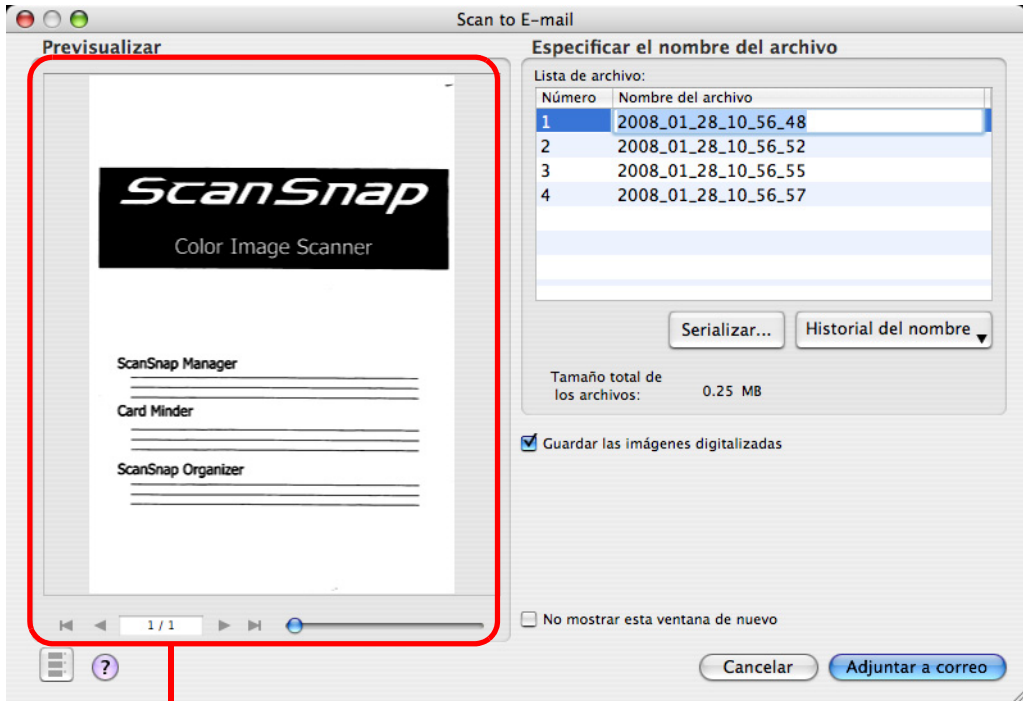 Scan to E-mail
Previsualizar
ScanSnap
Color Image Scanner
ScanSnap Manager
Card Minder
ScanSnap Organizer
1 / 1
?
Especificar el nombre del archivo
Lista de archivo:
Número Nombre del archivo
1 2008_01_28_10_56_48
2 2008_01_28_10_56_52
3 2008_01_28_10_56_55
4 2008_01_28_10_56_57
Serializar... Historial del nombre
Tamaño total de
los archivos: 0.25 MB
Guardar las imágenes digitalizadas
No mostrar esta ventana de nuevo
Cancelar Adjuntar a correo